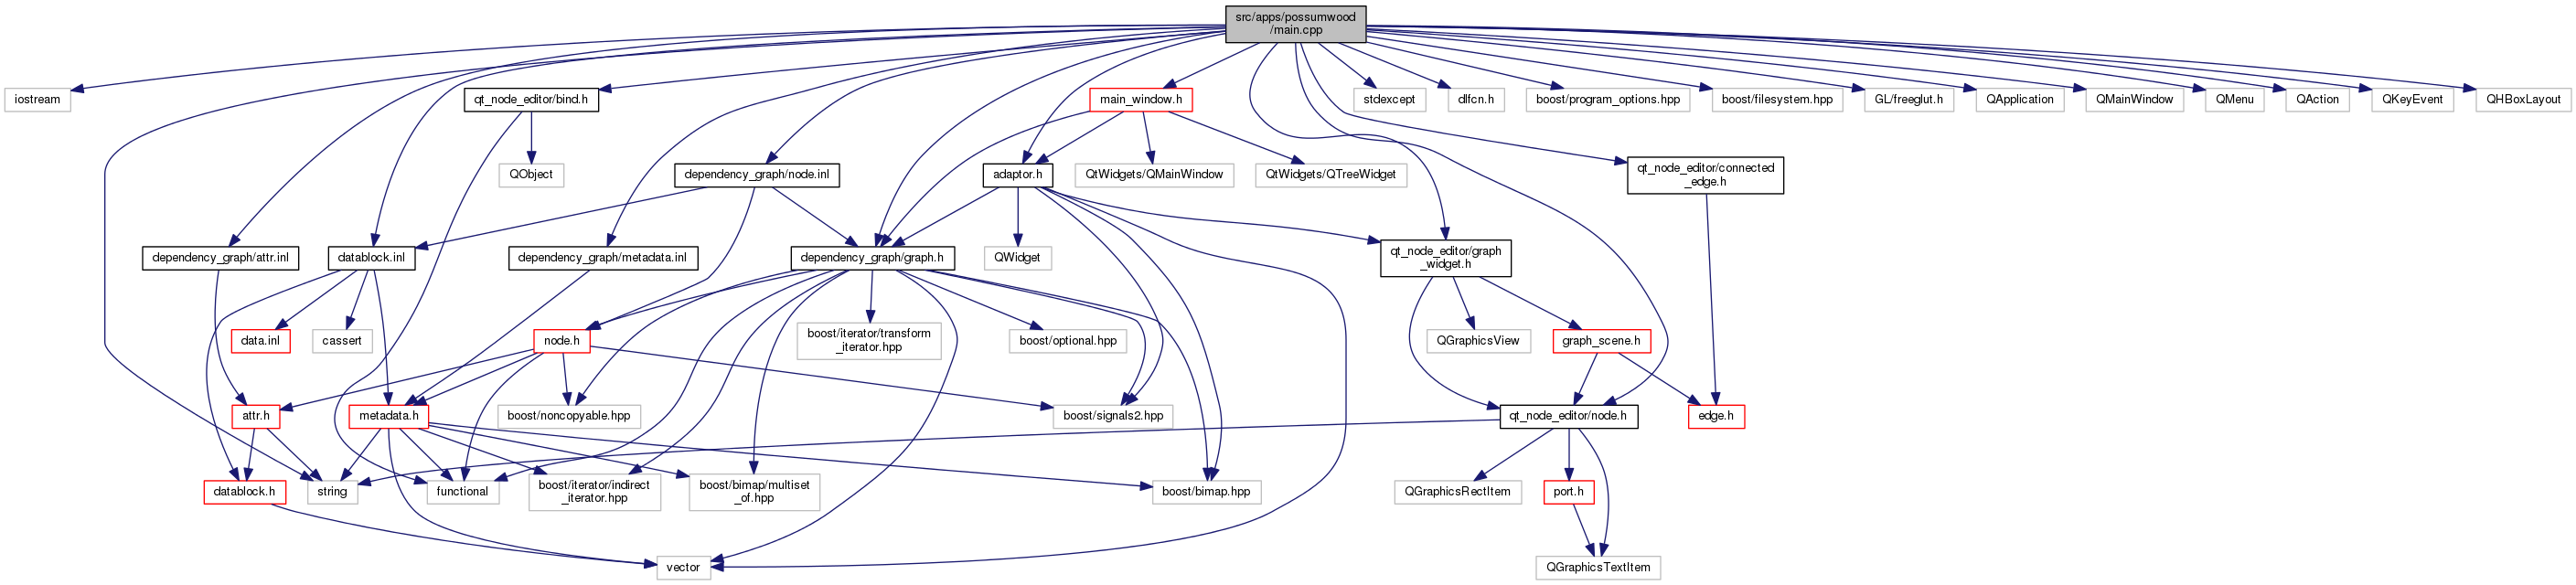 src/apps/possumwood
/main.cpp
iostream
qt_node_editor/bind.h
main_window.h
stdexcept
dlfcn.h
boost/program_options.hpp
boost/filesystem.hpp
GL/freeglut.h
QApplication
QMainWindow
QMenu
QAction
QKeyEvent
QHBoxLayout
QObject
dependency_graph/node.inl
adaptor.h
QtWidgets/QMainWindow
QtWidgets/QTreeWidget
qt_node_editor/connected
_edge.h
dependency_graph/attr.inl
datablock.inl
dependency_graph/metadata.inl
dependency_graph/graph.h
QWidget
qt_node_editor/graph
_widget.h
data.inl
cassert
node.h
boost/iterator/transform
_iterator.hpp
boost/optional.hpp
QGraphicsView
graph_scene.h
attr.h
metadata.h
boost/noncopyable.hpp
boost/signals2.hpp
qt_node_editor/node.h
edge.h
datablock.h
string
functional
boost/iterator/indirect
_iterator.hpp
boost/bimap/multiset
_of.hpp
boost/bimap.hpp
QGraphicsRectItem
port.h
vector
QGraphicsTextItem